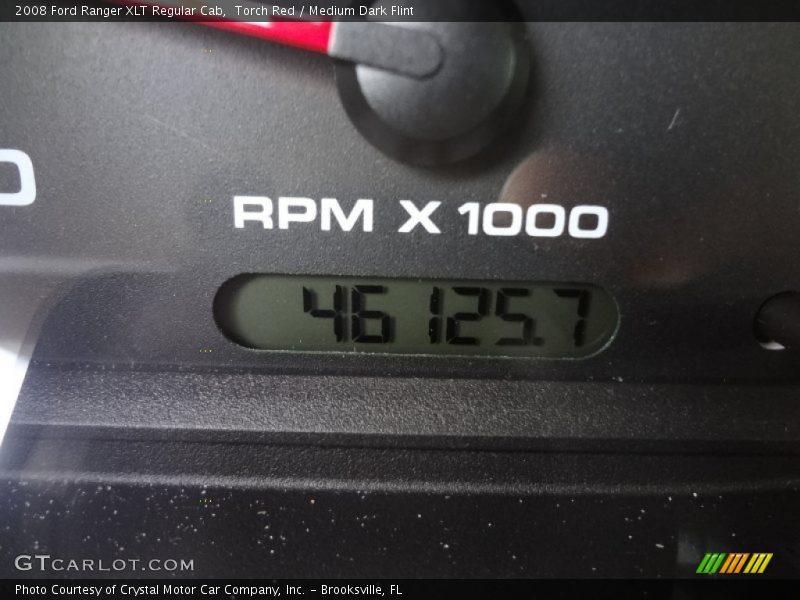 2008 Ford Ranger XLT Regular Cab, Torch Red / Medium Dark Flint
RPM X 1000
46125.7
GTCARLOT.COM
Photo Courtesy of Crystal Motor Car Company, Inc. - Brooksville, FL